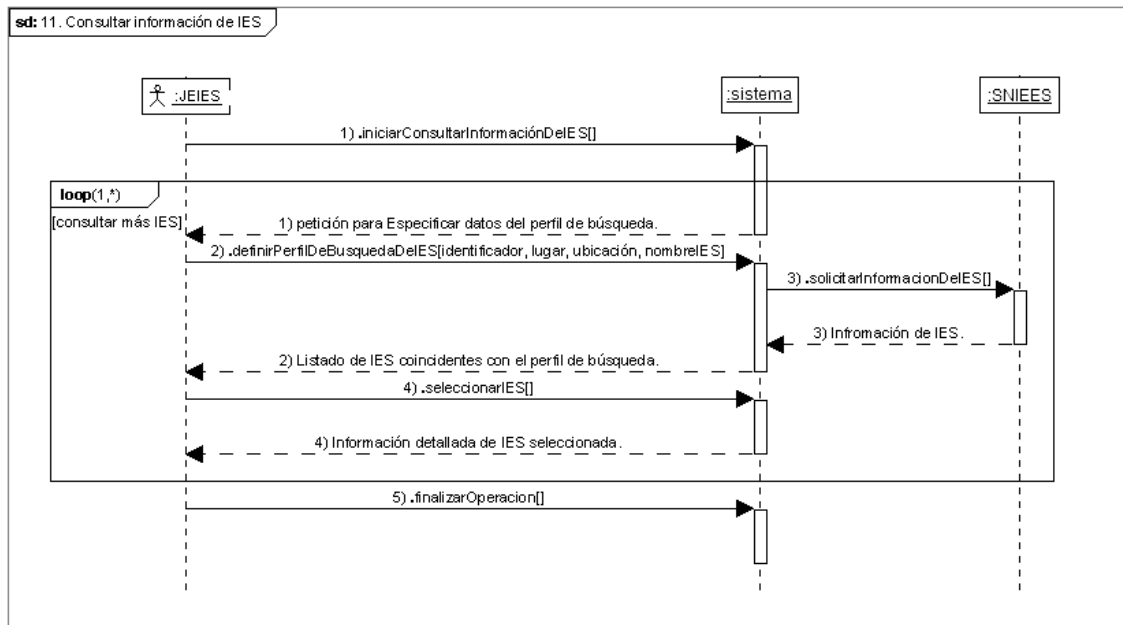 sd: 11. Consultar información de IES
:JEIES
:sistema
:SNIEES
1) .iniciarConsultarInformaciónDeIES[]
loop(1,*)
[consultar más IES]
1) petición para Especificar datos del perfil de búsqueda.
2) .definirPerfilDeBusquedaDeIES[identificador, lugar, ubicación, nombreIES]
3) .solicitarInformacionDeIES[]
3) Infromación de IES.
2) Listado de IES coincidentes con el perfil de búsqueda.
4) .seleccionarIES[]
4) Información detallada de IES seleccionada.
5) .finalizarOperacion[]